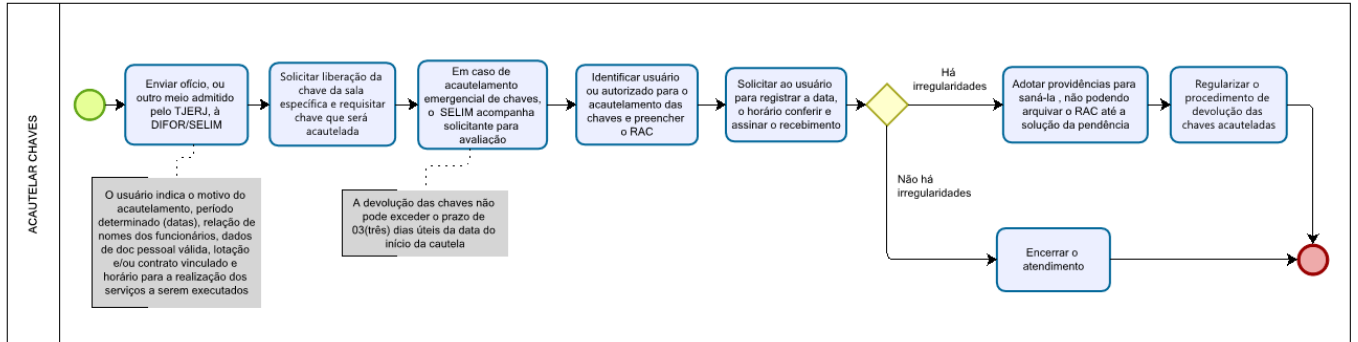 ACAUTELAR CHAVES
Enviar ofício, ou
outro meio admitido
pelo TJERJ, à
DIFOR/SELIM
Solicitar liberação da
chave da sala
específica e requisitar
chave que será
acautelada
Em caso de
acautelamento
emergencial de chaves,
o SELIM acompanha
solicitante para
avaliação
Identificar usuário
ou autorizado para o
acautelamento das
chaves e preencher
o RAC
Solicitar ao usuário
para registrar a data,
o horário conferir e
assinar o recebimento
Há
irregularidades
Adotar providências para
saná-la , não podendo
arquivar o RAC até a
solução da pendência
Regularizar o
procedimento de
devolução das
chaves acauteladas
Não há
irregularidades
Encerrar o
atendimento
O usuário indica o motivo do
acautelamento, período
determinado (datas), relação de
nomes dos funcionários, dados
de doc pessoal válida, lotação
e/ou contrato vinculado e
horário para a realização dos
serviços a serem executados
A devolução das chaves não
pode exceder o prazo de
03(três) dias úteis da data do
início da cautela